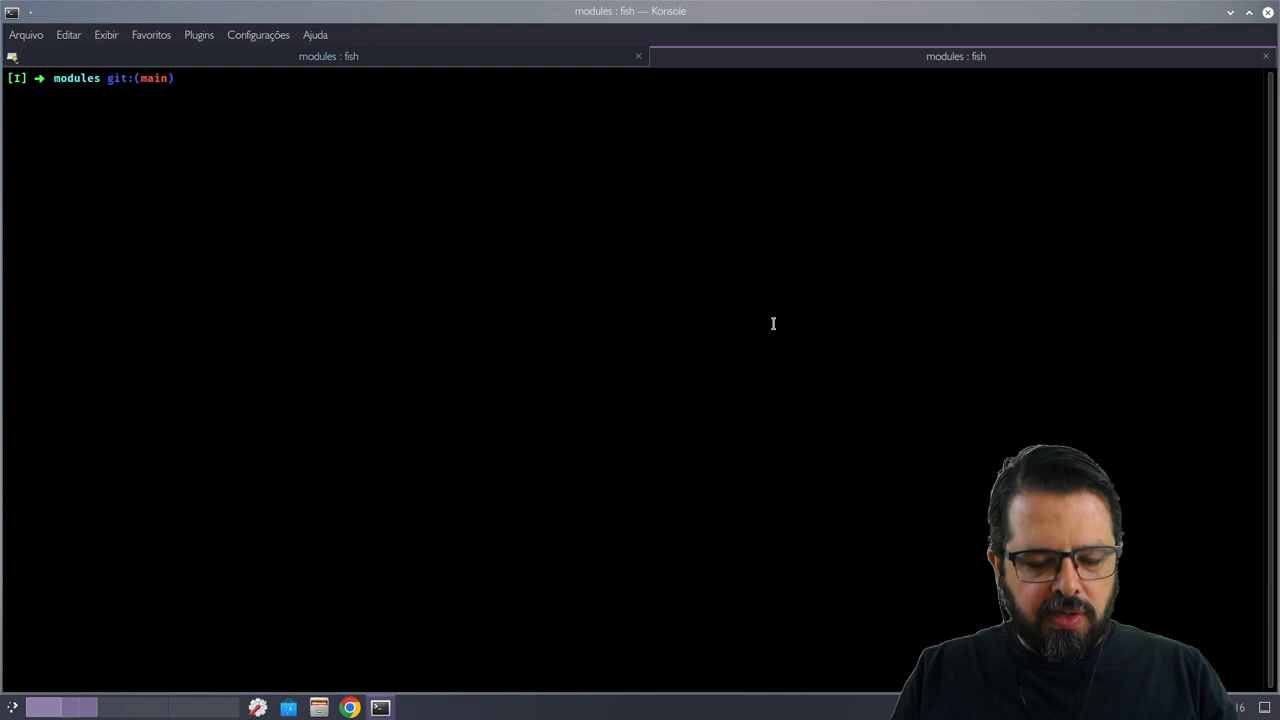 modules : fish — Konsole
Arquivo Editar Exibir Favoritos Plugins Configurações Ajuda
modules : fish
modules : fish
[I] ➜ modules git:(main)
16